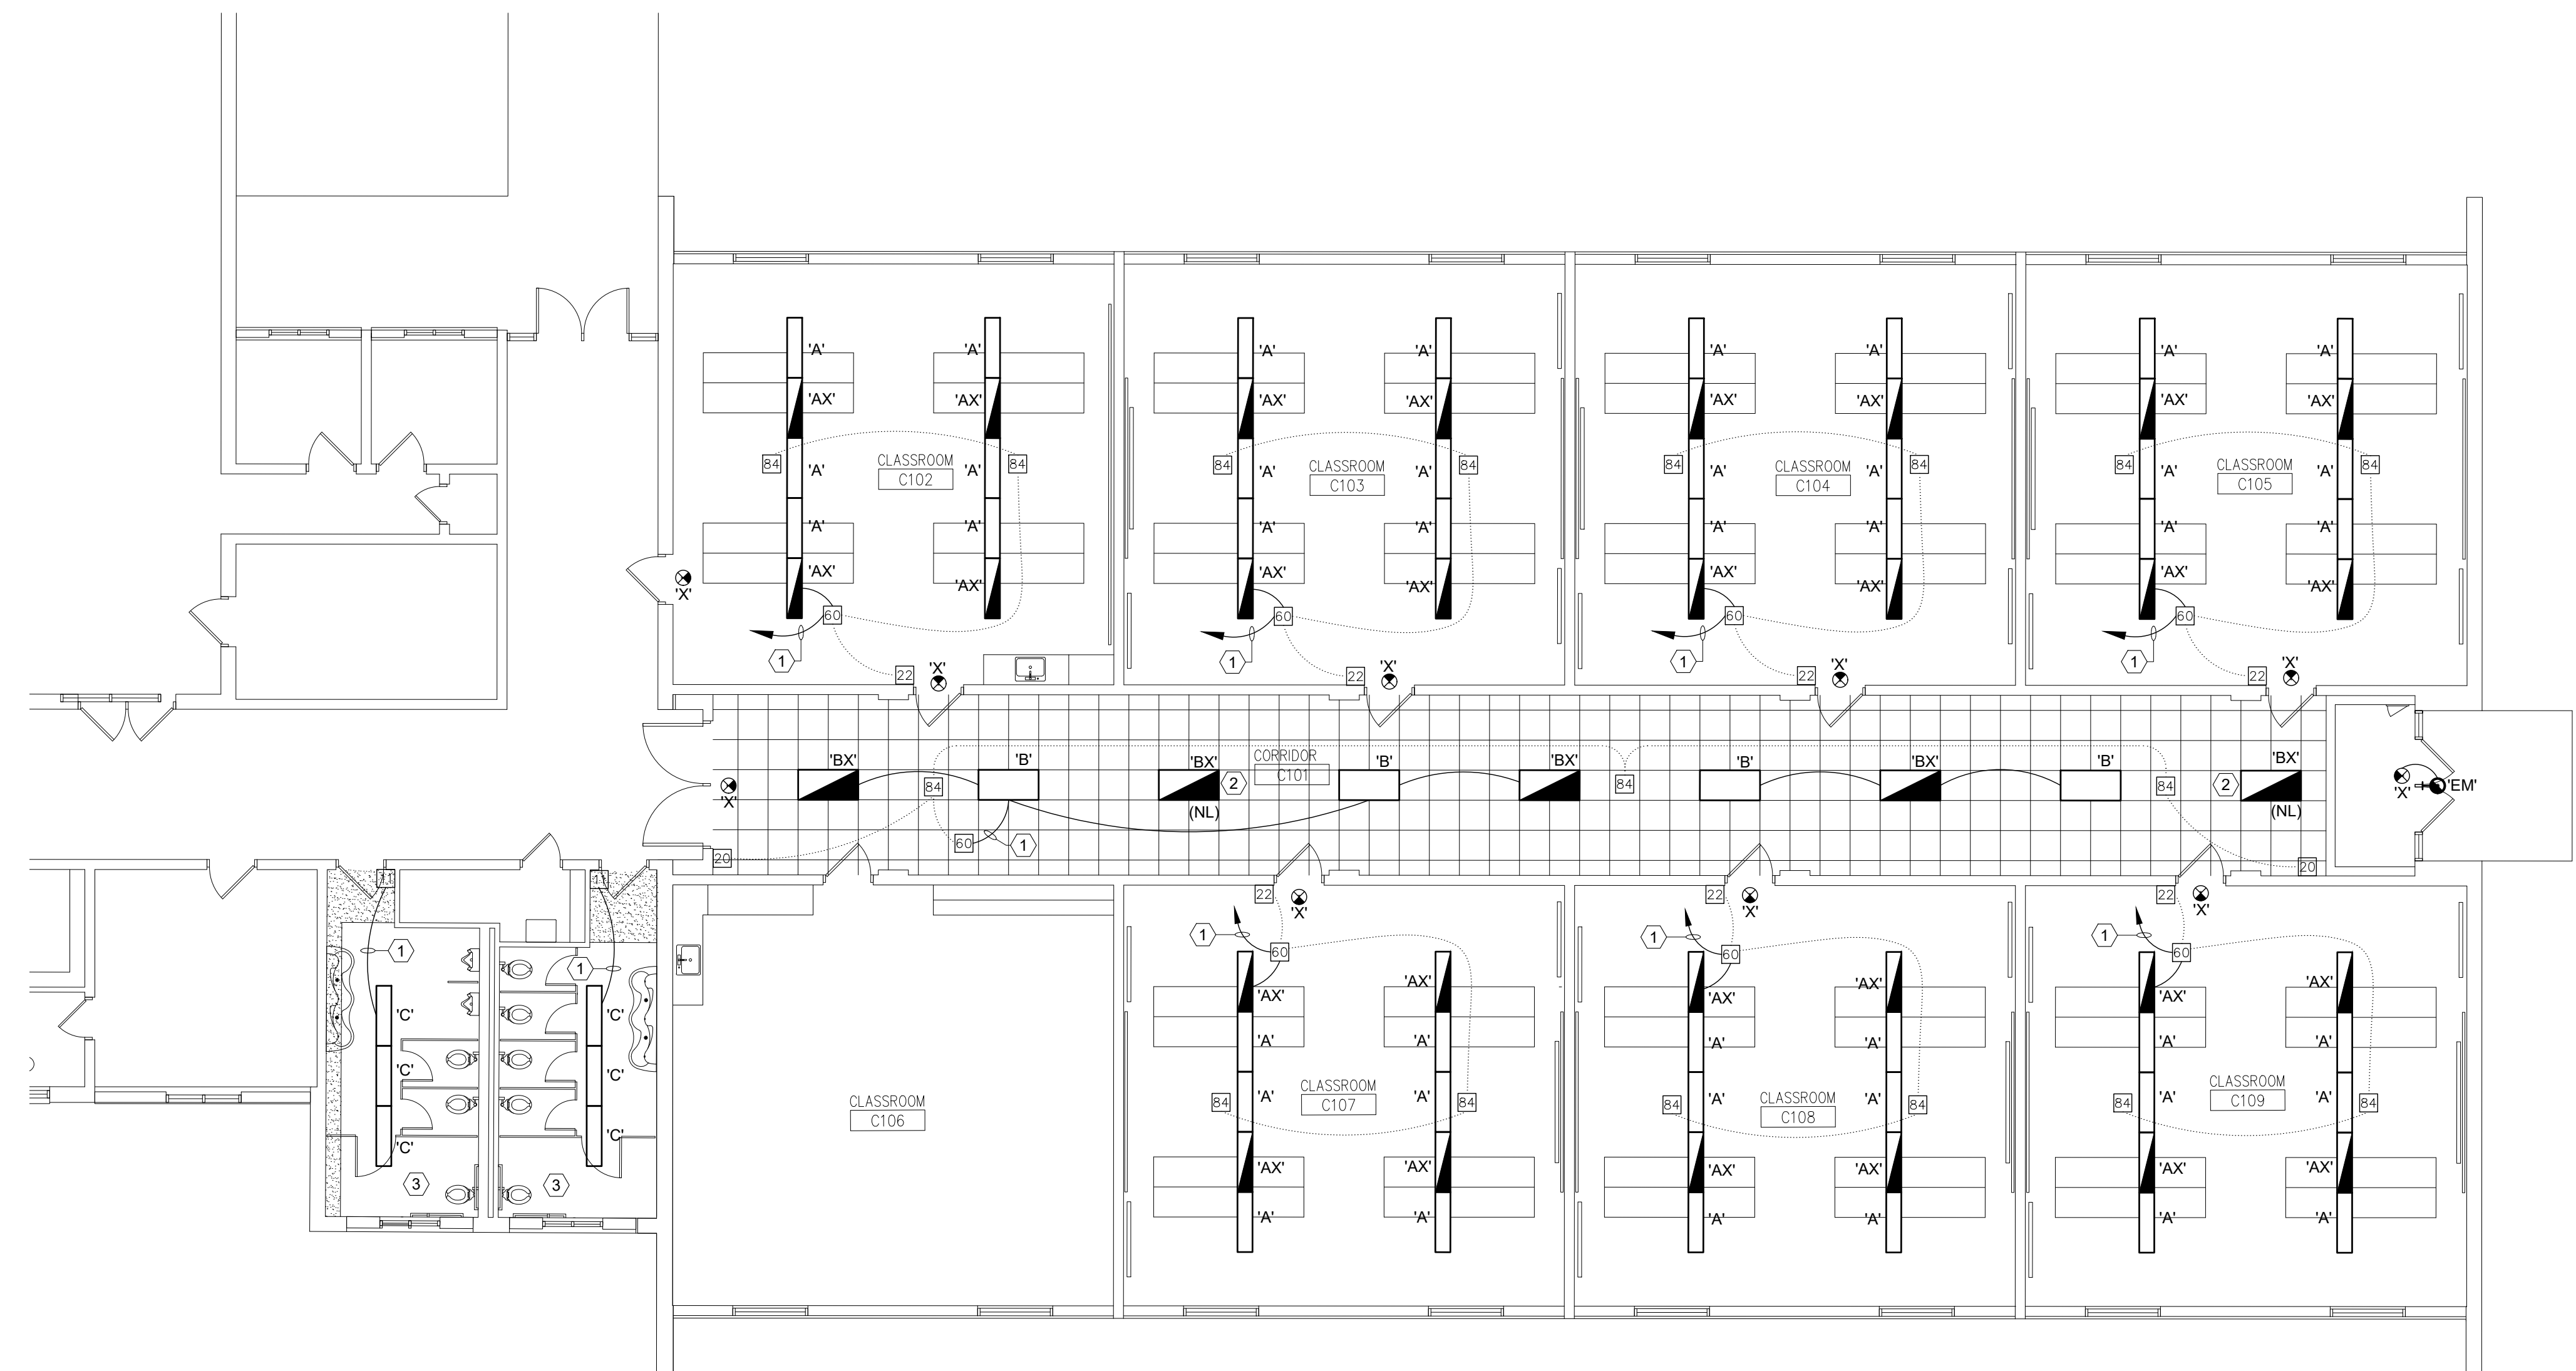 'A'
'AX'
84
'A'
'A'
'AX'
60
1
CLASSROOM
C102
'A'
'AX'
84
'A'
'A'
'AX'
22
'X'
'X'
'A'
'AX'
84
'A'
'A'
'AX'
60
1
CLASSROOM
C103
'A'
'AX'
84
'A'
'A'
'AX'
22
'X'
'A'
'AX'
84
'A'
'A'
'AX'
60
1
CLASSROOM
C104
'A'
'AX'
84
'A'
'A'
'AX'
22
'X'
'A'
'AX'
84
'A'
'A'
'AX'
60
1
CLASSROOM
C105
'A'
'AX'
84
'A'
'A'
'AX'
22
'X'
'X'
20
'BX'
84
60
1
'B'
'BX'
2
(NL)
CORRIDOR
C101
'B'
'BX'
84
'B'
'BX'
'B'
84
2
'BX'
(NL)
20
'X'
'EM'
11
1
'C'
'C'
'C'
3
11
1
'C'
'C'
'C'
3
CLASSROOM
C106
22
'X'
1
60
'AX'
'A'
84
'A'
'AX'
'A'
CLASSROOM
C107
'AX'
'A'
84
'A'
'AX'
'A'
22
'X'
1
60
'AX'
'A'
84
'A'
'AX'
'A'
CLASSROOM
C108
'AX'
'A'
84
'A'
'AX'
'A'
22
'X'
1
60
'AX'
'A'
84
'A'
'AX'
'A'
CLASSROOM
C109
'AX'
'A'
84
'A'
'AX'
'A'